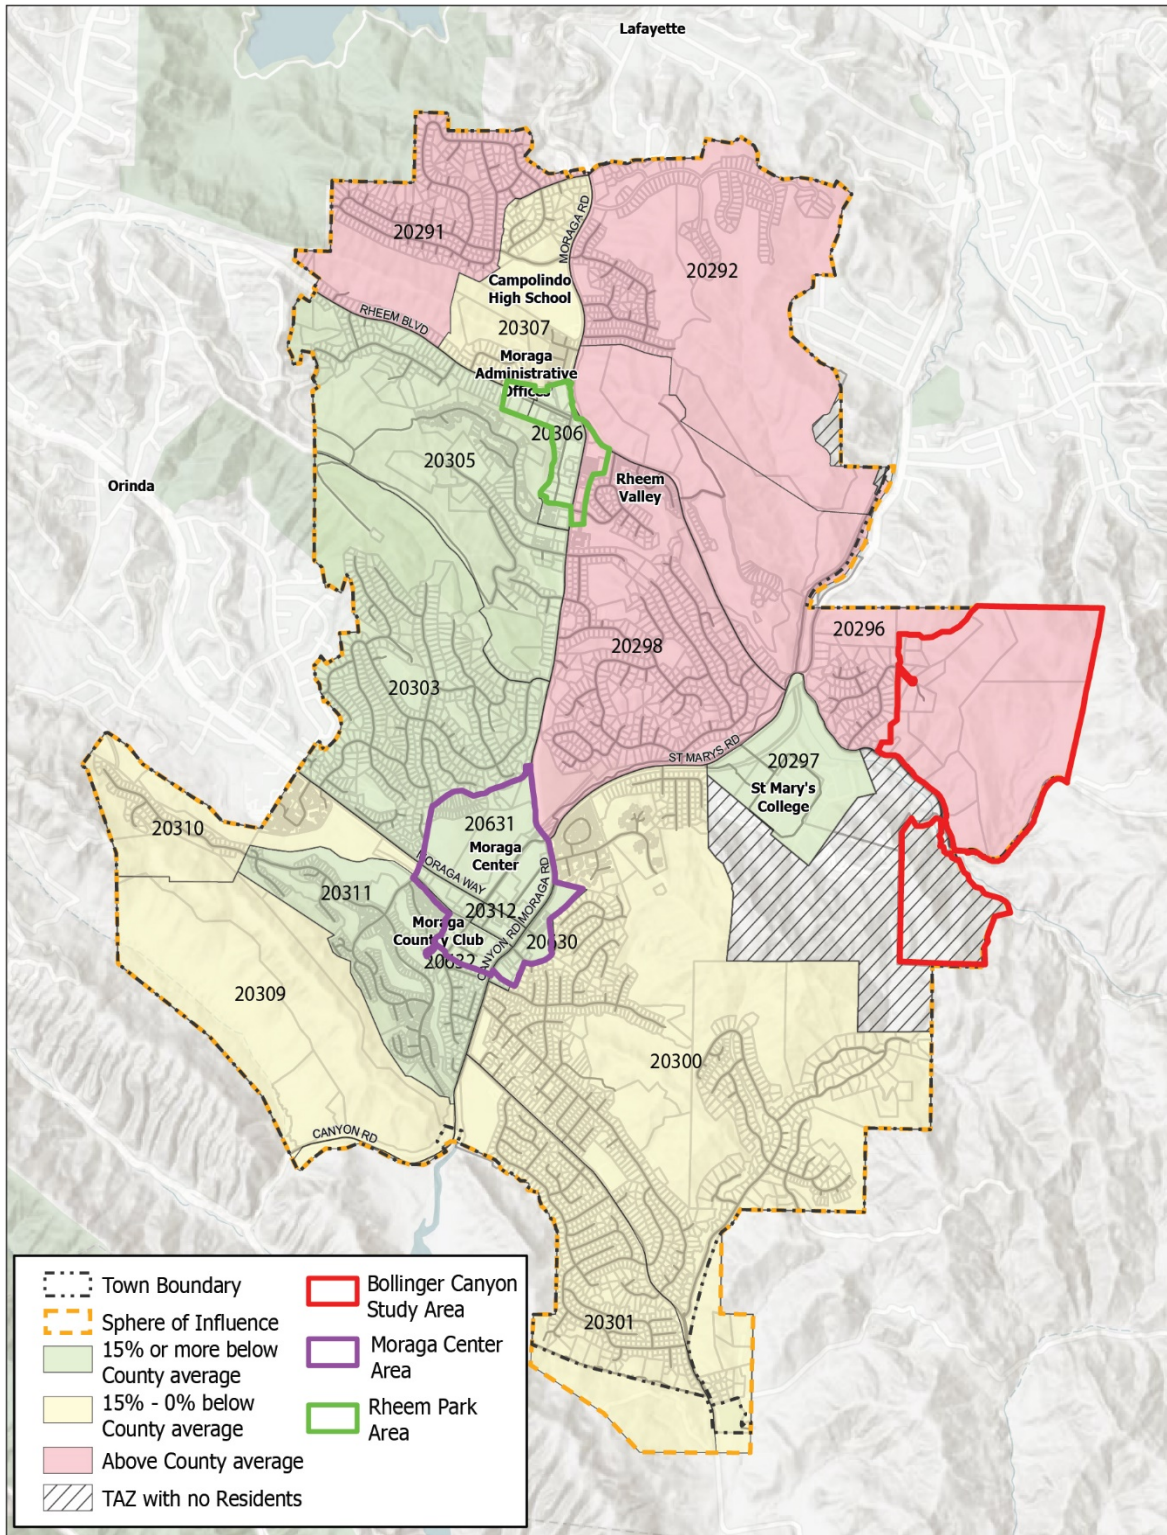 Lafayette
20291
MORAGA RD
20292
Campolindo
High School
RHEEM BLVD
20307
Moraga
Administrative
Offices
20306
20305
Rheem
Valley
Orinda
20296
20298
20303
ST MARYS RD
20297
St Mary's
College
20310
20631
Moraga
Center
MORAGA WAY
20311
20312
CANYON RD
MORAGA RD
Moraga
Country Club
20630
20632
20309
20300
CANYON RD
20301
Town Boundary
Sphere of Influence
15% or more below
County average
15% - 0% below
County average
Above County average
TAZ with no Residents
Bollinger Canyon
Study Area
Moraga Center
Area
Rheem Park
Area